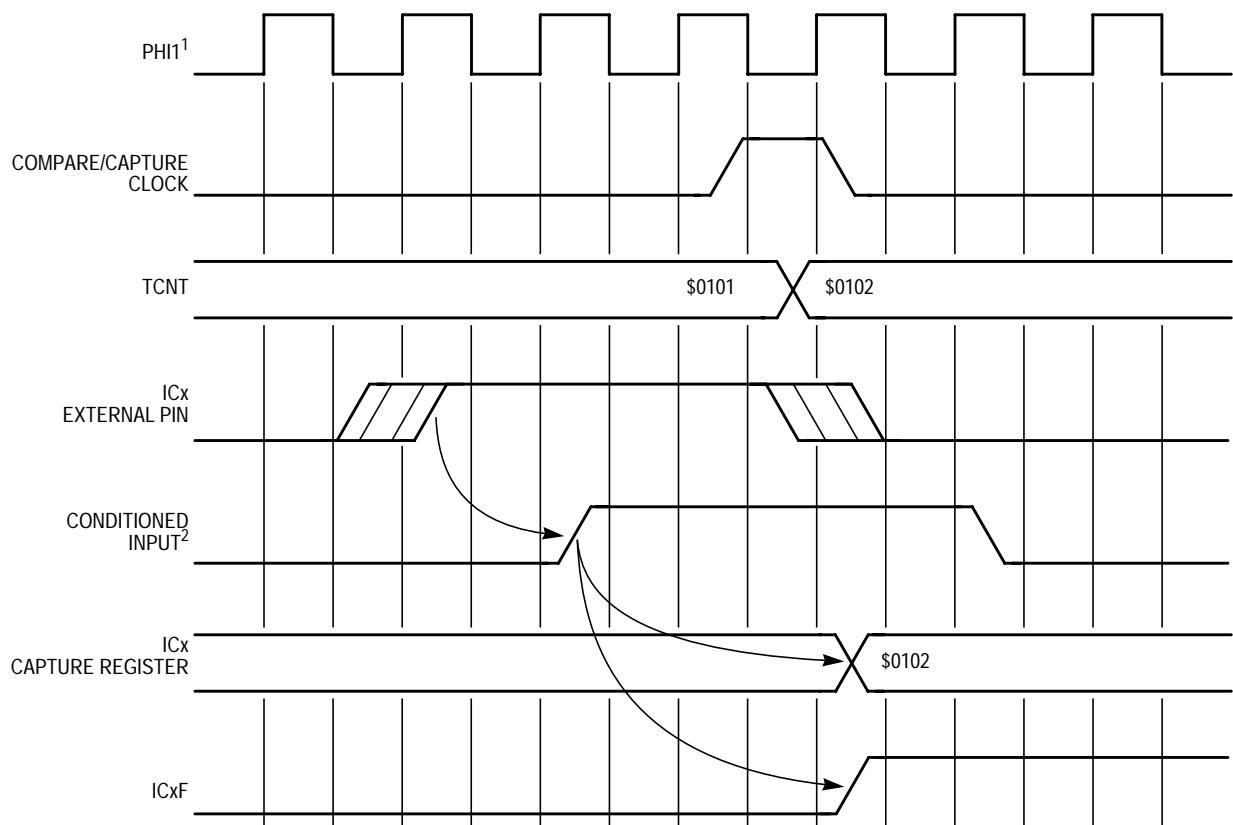 PHI1¹
COMPARE/CAPTURE
CLOCK
TCNT
$0101
$0102
ICx
EXTERNAL PIN
CONDITIONED
INPUT²
ICx
CAPTURE REGISTER
$0102
ICxF